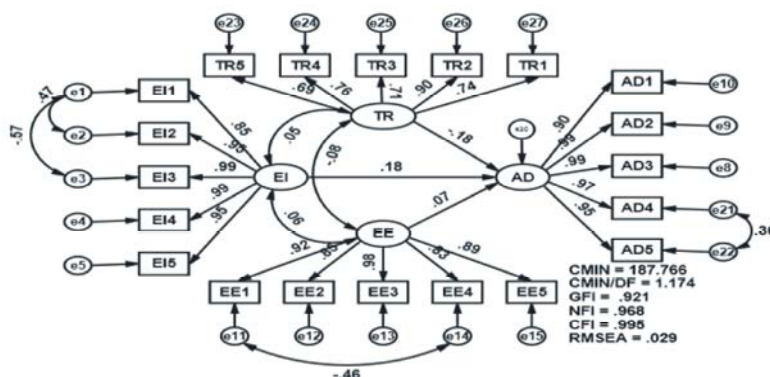 e23 e24 e25 e26 e27
TR5 TR4 TR3 TR2 TR1
.69 .76 .71 .90 .74
TR
e1 EI1
.47
e2 EI2
-.57
e3 EI3
e4 EI4
e5 EI5
.85
.95
.99
.99
.95
EI
.05
-.08
.06
-.18
.18
.07
AD
EE
AD1 e10
AD2 e9
AD3 e8
AD4 e21
AD5 e22
.90
.99
.99
.97
.95
.92 .98 .89
EE1 EE2 EE3 EE4 EE5
e11 e12 e13 e14 e15
-.46
CMIN = 187.766
CMIN/DF = 1.174
GFI = .921
NFI = .968
CFI = .995
RMSEA = .029